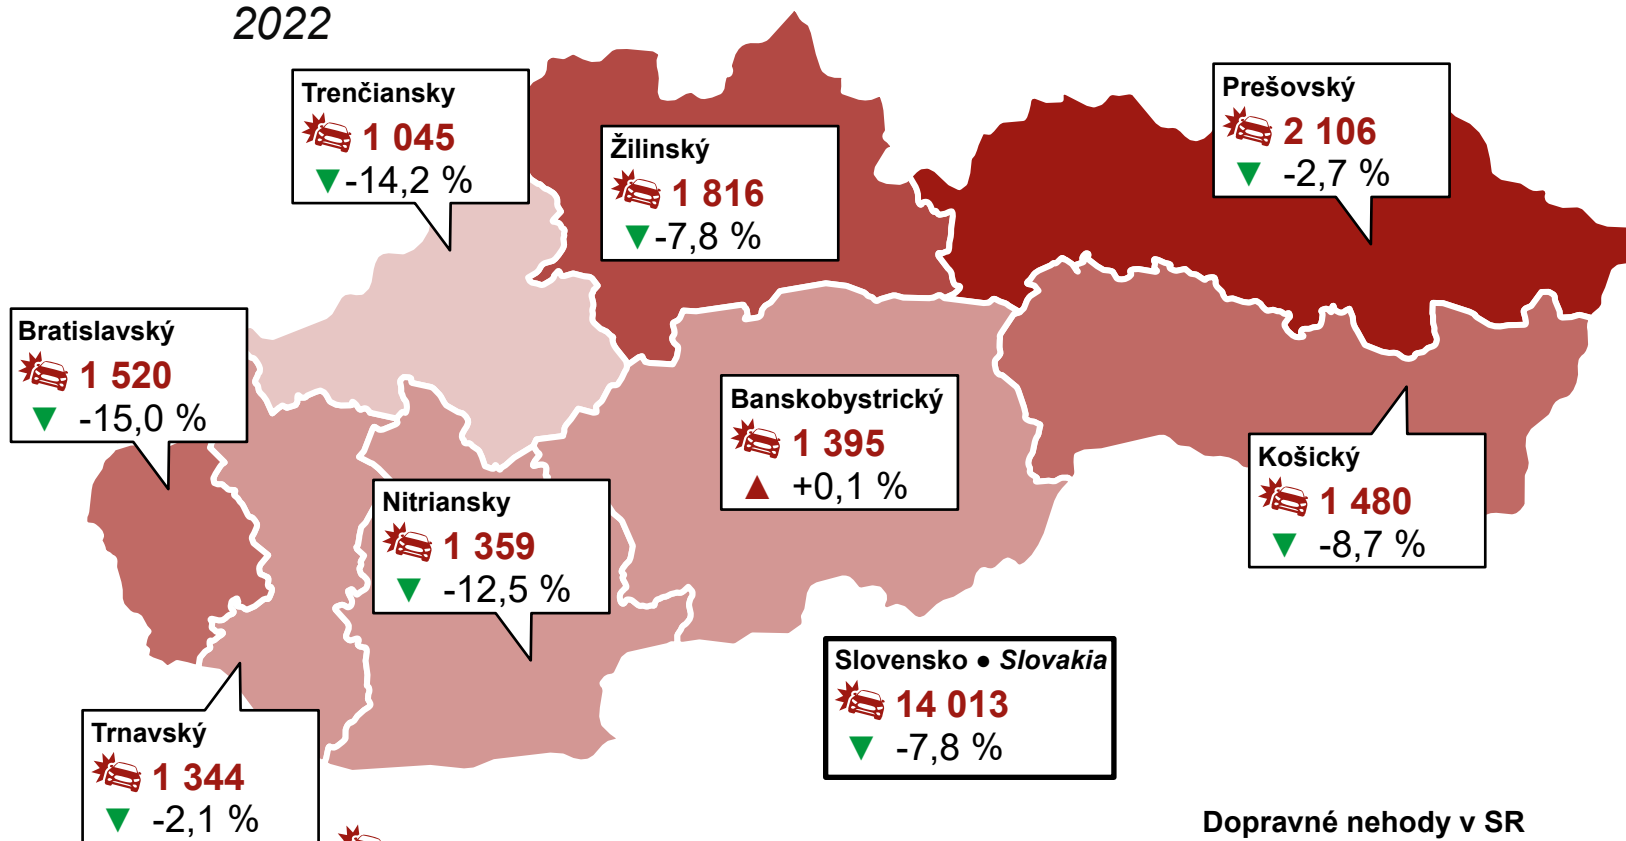 2022
Trenčiansky
1 045
-14,2 %
Žilinský
1 816
-7,8 %
Prešovský
2 106
-2,7 %
Bratislavský
1 520
-15,0 %
Banskobystrický
1 395
+0,1 %
Košický
1 480
-8,7 %
Nitriansky
1 359
-12,5 %
Slovensko ● Slovakia
14 013
-7,8 %
Trnavský
1 344
-2,1 %
Dopravné nehody v SR